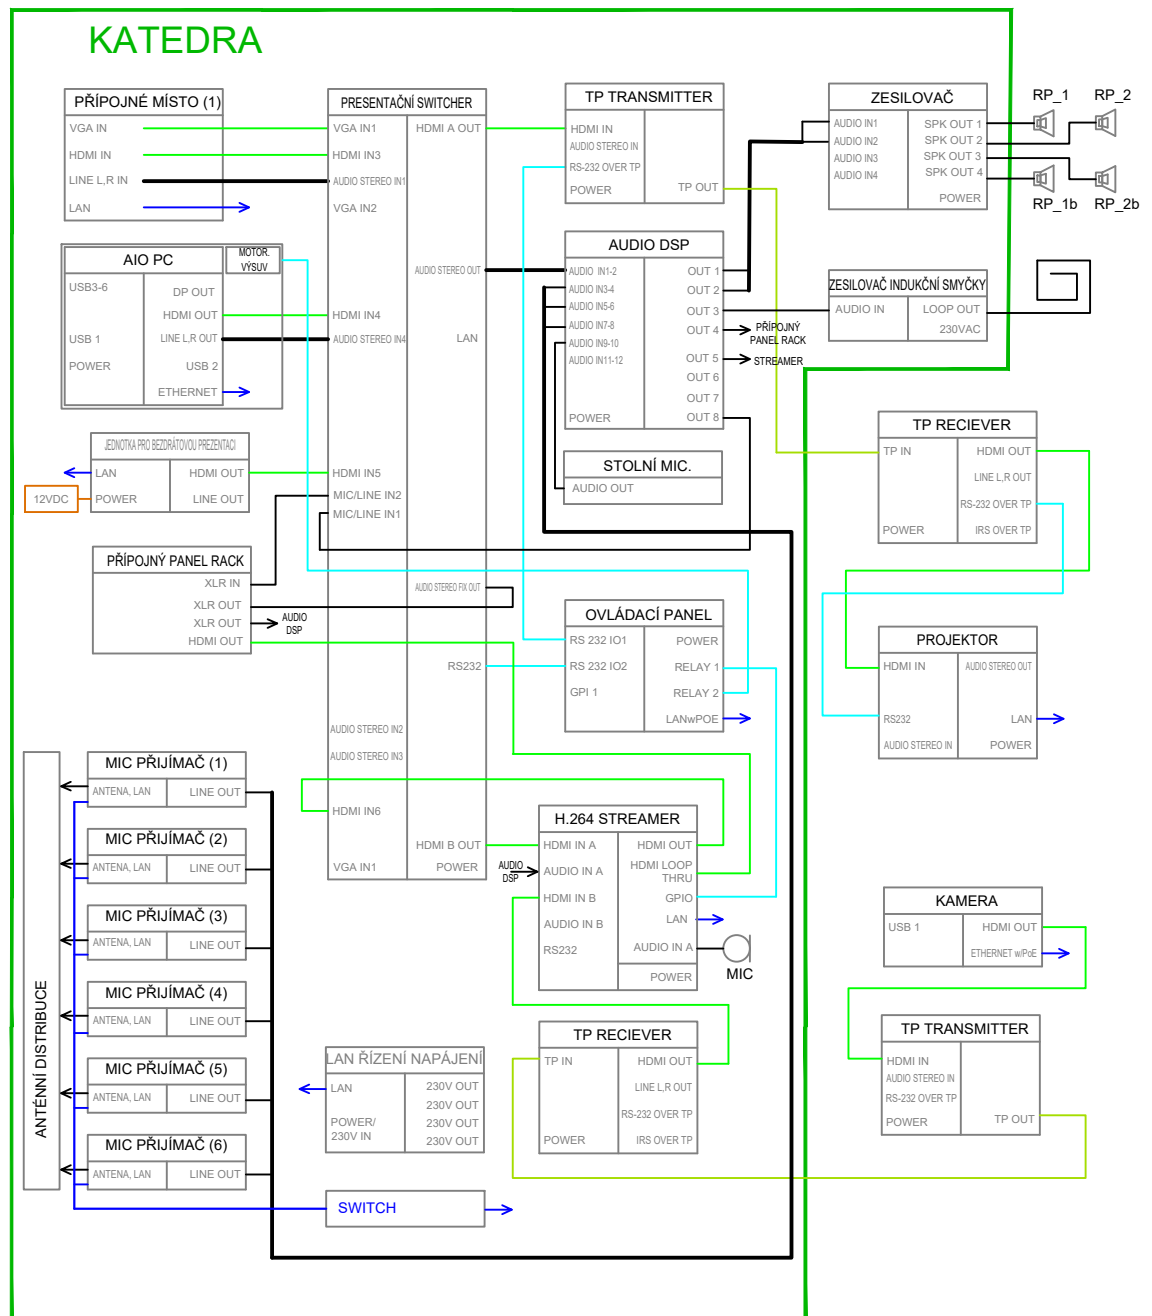 KATEDRA
PŘÍPOJNÉ MÍSTO (1)
VGA IN
HDMI IN
LINE L,R IN
LAN
AIO PC
MOTOR.
VÝSUV
USB3-6
DP OUT
HDMI OUT
USB 1
LINE L,R OUT
POWER
USB 2
ETHERNET
JEDNOTKA PRO BEZDRÁTOVOU PREZENTACI
LAN
HDMI OUT
12VDC
POWER
LINE OUT
PŘÍPOJNÝ PANEL RACK
XLR IN
XLR OUT
XLR OUT
AUDIO
DSP
HDMI OUT
PRESENTAČNÍ SWITCHER
VGA IN1
HDMI A OUT
HDMI IN3
AUDIO STEREO IN1
VGA IN2
AUDIO STEREO OUT
HDMI IN4
AUDIO STEREO IN4
LAN
HDMI IN5
MIC/LINE IN2
MIC/LINE IN1
AUDIO STEREO FIX OUT
RS232
AUDIO STEREO IN2
AUDIO STEREO IN3
HDMI IN6
HDMI B OUT
VGA IN1
POWER
TP TRANSMITTER
HDMI IN
AUDIO STEREO IN
RS-232 OVER TP
POWER
TP OUT
AUDIO DSP
AUDIO IN1-2
AUDIO IN3-4
AUDIO IN5-6
AUDIO IN7-8
AUDIO IN9-10
AUDIO IN11-12
POWER
OUT 1
OUT 2
OUT 3
OUT 4
OUT 5
OUT 6
OUT 7
OUT 8
PŘÍPOJNÝ
PANEL RACK
STREAMER
STOLNÍ MIC.
AUDIO OUT
OVLÁDACÍ PANEL
RS 232 IO1
POWER
RS 232 IO2
RELAY 1
GPI 1
RELAY 2
LANwPOE
ZESILOVAČ
AUDIO IN1
AUDIO IN2
AUDIO IN3
AUDIO IN4
SPK OUT 1
SPK OUT 2
SPK OUT 3
SPK OUT 4
POWER
RP_1
RP_2
RP_1b
RP_2b
ZESILOVAČ INDUKČNÍ SMYČKY
AUDIO IN
LOOP OUT
230VAC
TP RECIEVER
TP IN
HDMI OUT
LINE L,R OUT
RS-232 OVER TP
POWER
IRS OVER TP
PROJEKTOR
HDMI IN
AUDIO STEREO OUT
RS232
LAN
AUDIO STEREO IN
POWER
ANTÉNNÍ DISTRIBUCE
MIC PŘIJÍMAČ (1)
ANTENA, LAN
LINE OUT
MIC PŘIJÍMAČ (2)
ANTENA, LAN
LINE OUT
MIC PŘIJÍMAČ (3)
ANTENA, LAN
LINE OUT
MIC PŘIJÍMAČ (4)
ANTENA, LAN
LINE OUT
MIC PŘIJÍMAČ (5)
ANTENA, LAN
LINE OUT
MIC PŘIJÍMAČ (6)
ANTENA, LAN
LINE OUT
H.264 STREAMER
HDMI IN A
HDMI OUT
AUDIO
DSP
AUDIO IN A
HDMI LOOP
THRU
HDMI IN B
GPIO
AUDIO IN B
LAN
RS232
AUDIO IN A
POWER
MIC
KAMERA
USB 1
HDMI OUT
ETHERNET w/PoE
LAN ŘÍZENÍ NAPÁJENÍ
LAN
POWER/
230V IN
230V OUT
230V OUT
230V OUT
230V OUT
TP RECIEVER
TP IN
HDMI OUT
LINE L,R OUT
RS-232 OVER TP
POWER
IRS OVER TP
TP TRANSMITTER
HDMI IN
AUDIO STEREO IN
RS-232 OVER TP
POWER
TP OUT
SWITCH